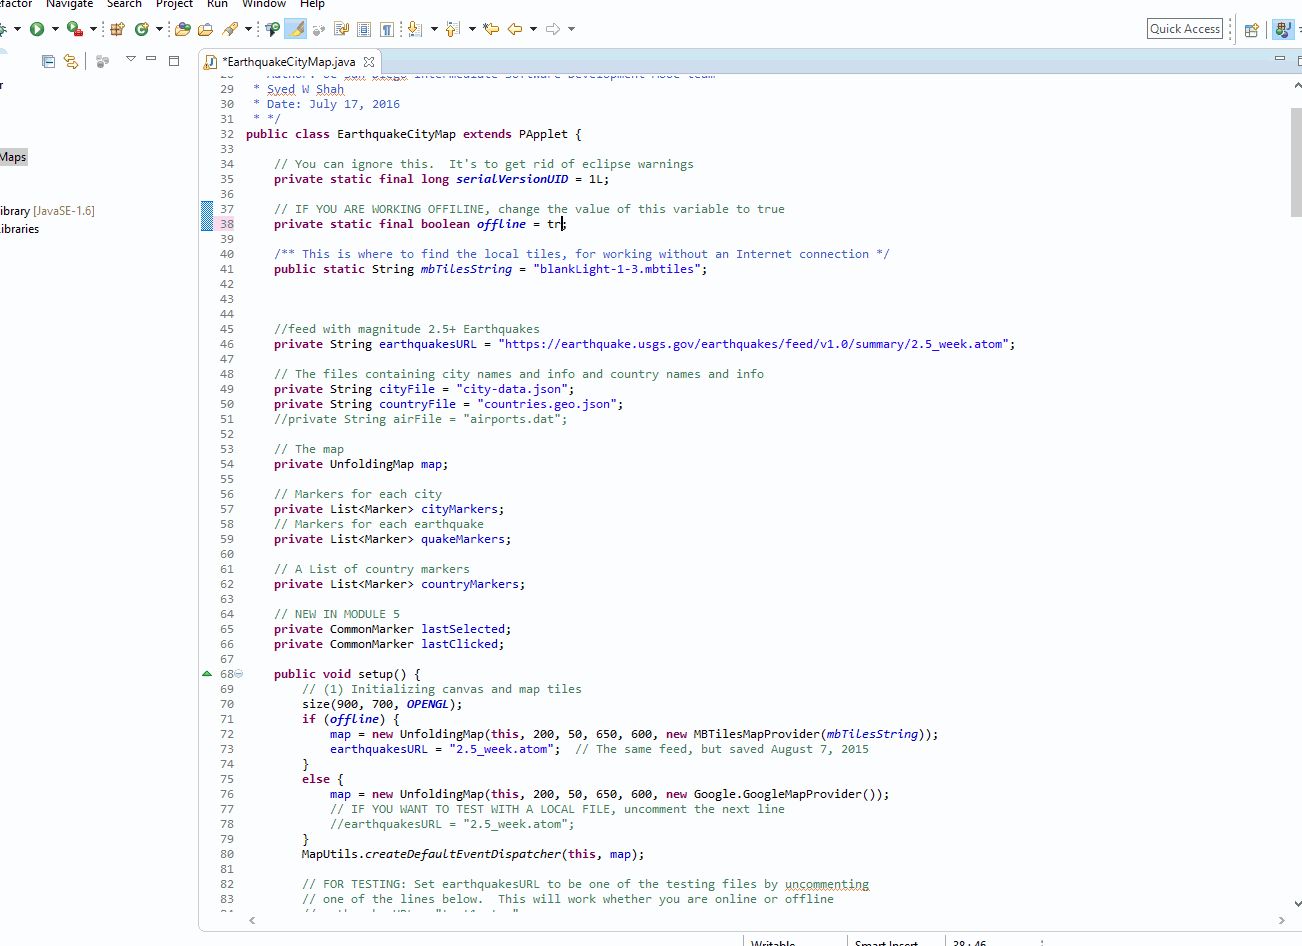 Navigate Search Project Run Window Help
Quick Access
*EarthquakeCityMap.java
Maps
[JavaSE-1.6]
29 * Syed W Shah
30 * Date: July 17, 2016
31 * */
32 public class EarthquakeCityMap extends PApplet {
33
34 // You can ignore this.  It's to get rid of eclipse warnings
35 private static final long serialVersionUID = 1L;
36
37 // IF YOU ARE WORKING OFFILINE, change the value of this variable to true
38 private static final boolean offline = tr;
39
40 /** This is where to find the local tiles, for working without an Internet connection */
41 public static String mbTilesString = "blankLight-1-3.mbtiles";
42
43
44
45 //feed with magnitude 2.5+ Earthquakes
46 private String earthquakesURL = "https://earthquake.usgs.gov/earthquakes/feed/v1.0/summary/2.5_week.atom";
47
48 // The files containing city names and info and country names and info
49 private String cityFile = "city-data.json";
50 private String countryFile = "countries.geo.json";
51 //private String airFile = "airports.dat";
52
53 // The map
54 private UnfoldingMap map;
55
56 // Markers for each city
57 private List<Marker> cityMarkers;
58 // Markers for each earthquake
59 private List<Marker> quakeMarkers;
60
61 // A List of country markers
62 private List<Marker> countryMarkers;
63
64 // NEW IN MODULE 5
65 private CommonMarker lastSelected;
66 private CommonMarker lastClicked;
67
68 public void setup() {
69 // (1) Initializing canvas and map tiles
70 size(900, 700, OPENGL);
71 if (offline) {
72 map = new UnfoldingMap(this, 200, 50, 650, 600, new MBTilesMapProvider(mbTilesString));
73 earthquakesURL = "2.5_week.atom";  // The same feed, but saved August 7, 2015
74 }
75 else {
76 map = new UnfoldingMap(this, 200, 50, 650, 600, new Google.GoogleMapProvider());
77 // IF YOU WANT TO TEST WITH A LOCAL FILE, uncomment the next line
78 //earthquakesURL = "2.5_week.atom";
79 }
80 MapUtils.createDefaultEventDispatcher(this, map);
81
82 // FOR TESTING: Set earthquakesURL to be one of the testing files by uncommenting
83 // one of the lines below.  This will work whether you are online or offline
Writable Smart Insert 38 : 46